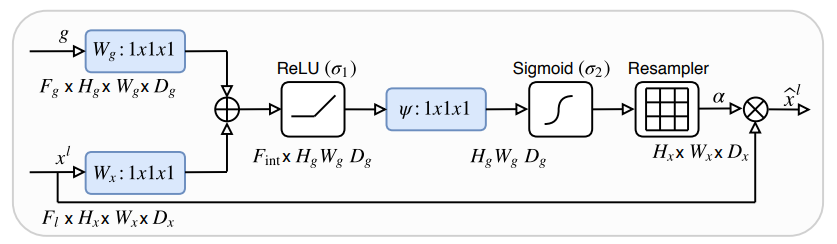 g
W_g : 1x1x1
F_g x H_g x W_g x D_g
ReLU (σ_1)
ψ : 1x1x1
Sigmoid (σ_2)
Resampler
α
x̂^l
F_int x H_g W_g D_g
H_g W_g D_g
H_x x W_x x D_x
x^l
W_x : 1x1x1
F_l x H_x x W_x x D_x